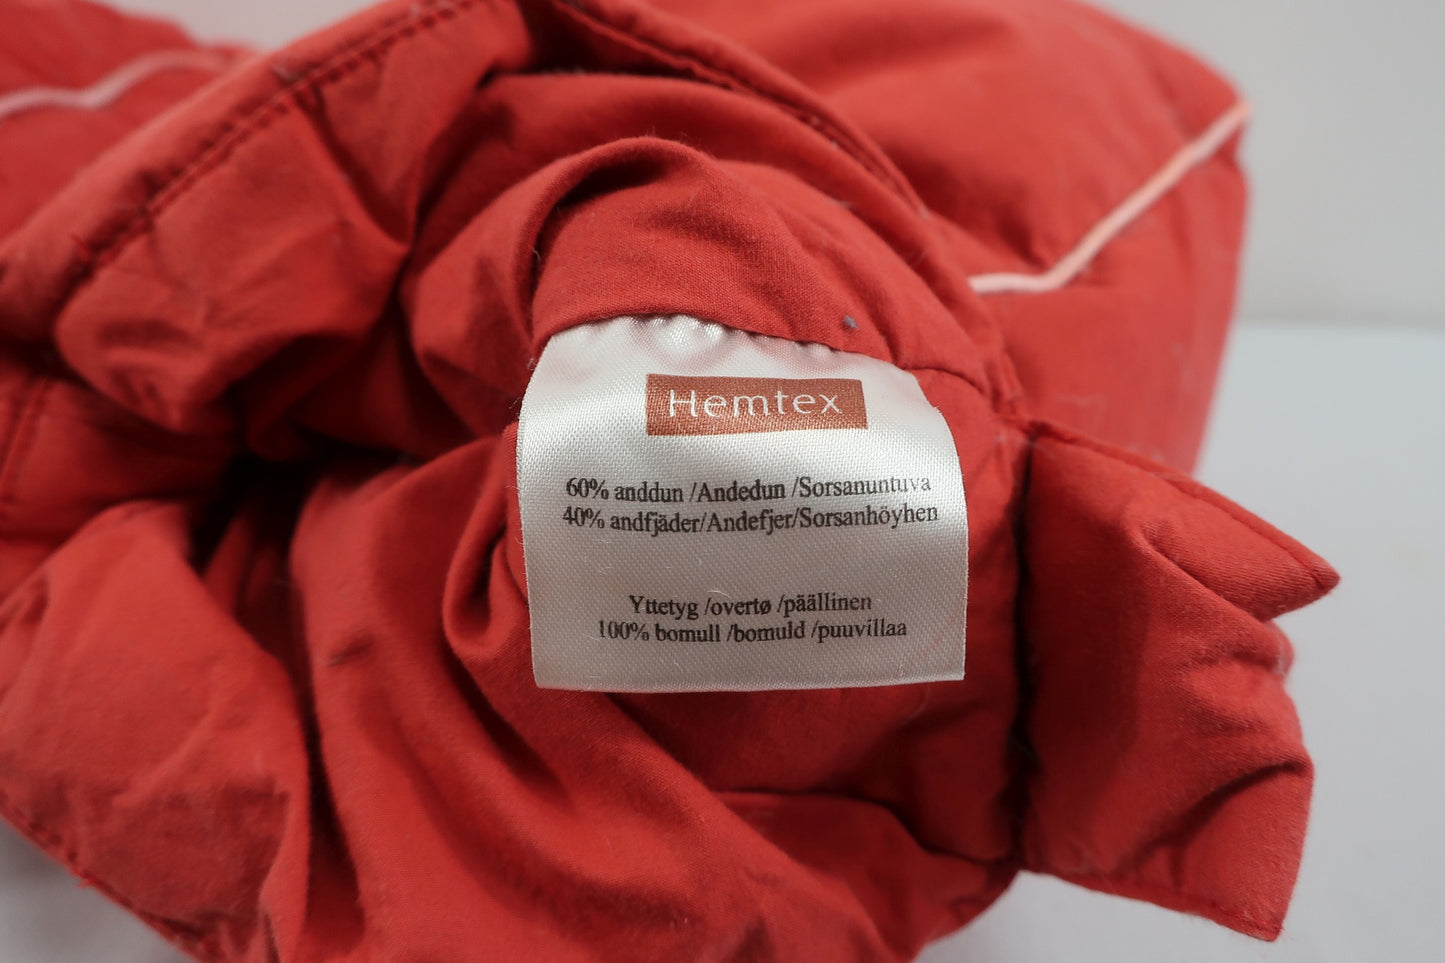 Hemtex
60% anddun /Andedun /Sorsanuntuva
40% andfjäder/Andefjer/Sorsanhöyhen
Yttetyg /overtø /päällinen
100% bomull /bomuld /puuvillaa